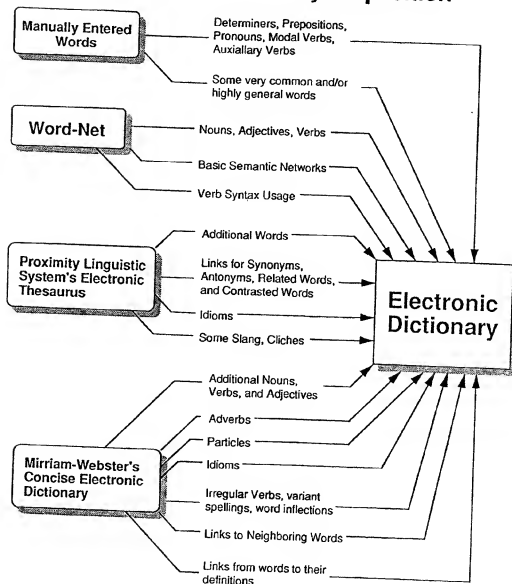 Manually Entered
Words
Determiners, Prepositions,
Pronouns, Modal Verbs,
Auxiallary Verbs
Some very common and/or
highly general words
Word-Net
Nouns, Adjectives, Verbs
Basic Semantic Networks
Verb Syntax Usage
Proximity Linguistic
System's Electronic
Thesaurus
Additional Words
Links for Synonyms,
Antonyms, Related Words,
and Contrasted Words
Idioms
Some Slang, Cliches
Electronic
Dictionary
Mirriam-Webster's
Concise Electronic
Dictionary
Additional Nouns,
Verbs, and Adjectives
Adverbs
Particles
Idioms
Irregular Verbs, variant
spellings, word inflections
Links to Neighboring Words
Links from words to their
definitions